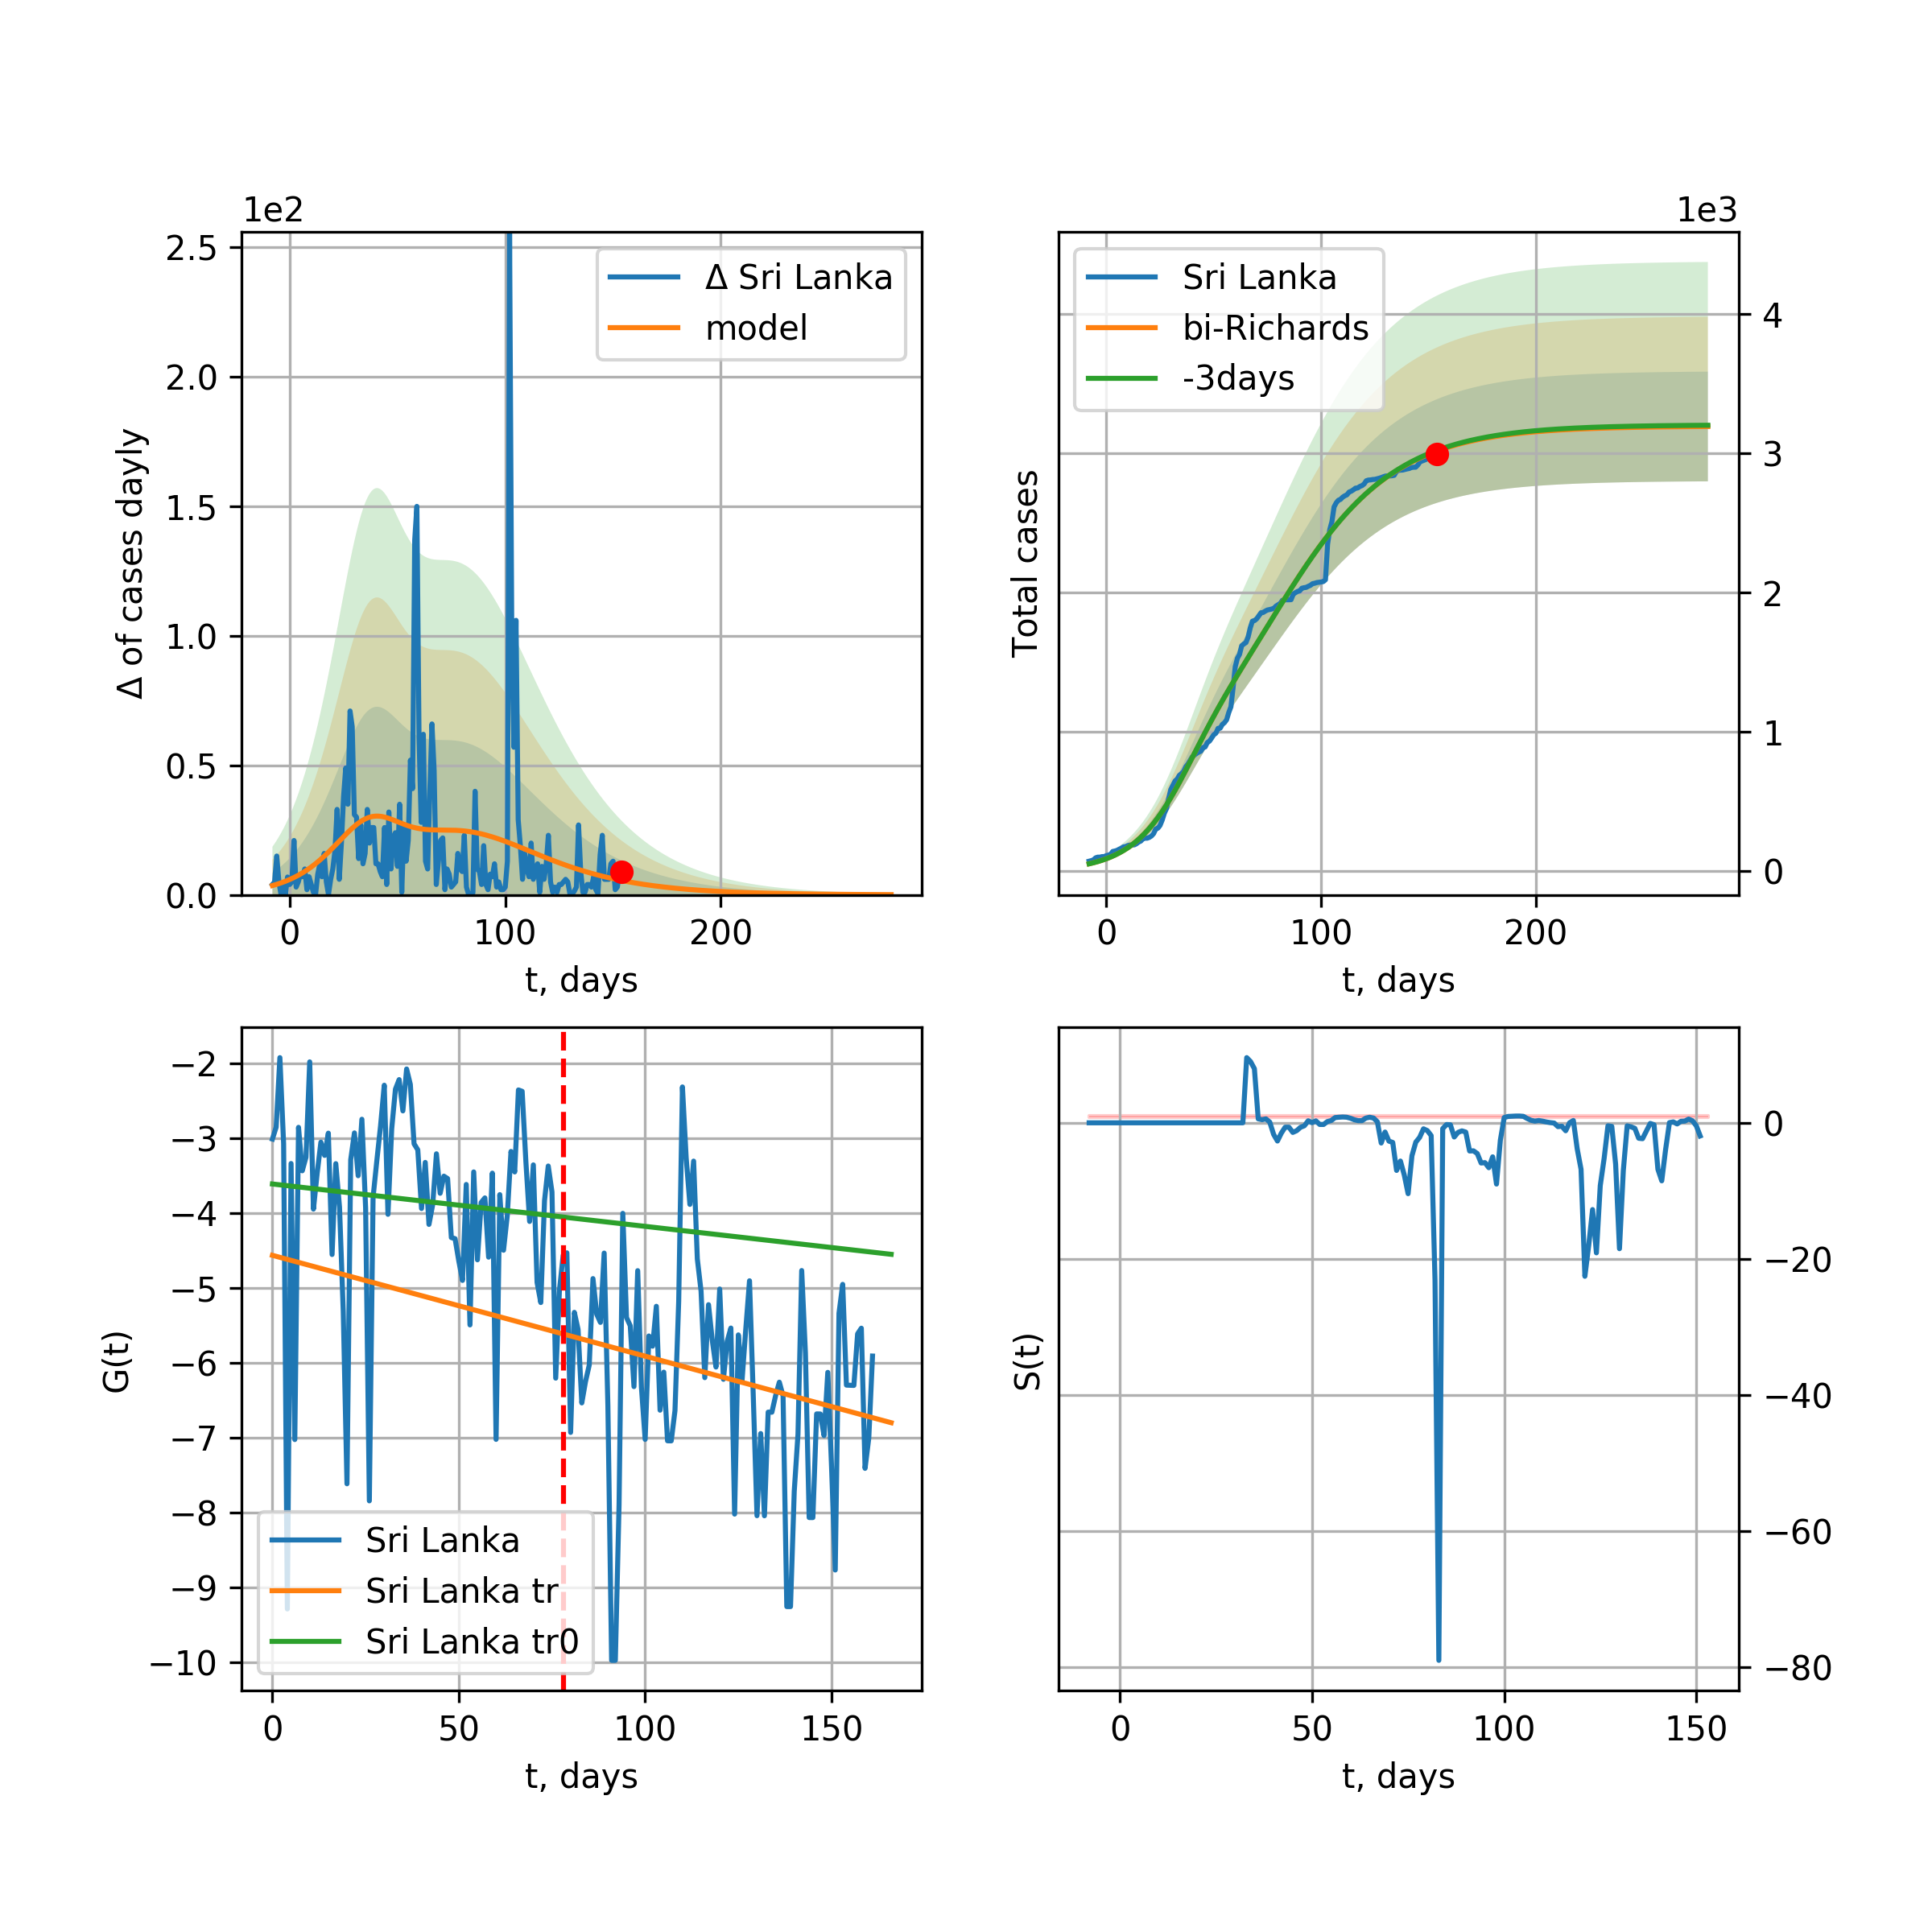 1e2
2.5
2.0
1.5
1.0
0.5
0.0
0 100 200
t, days
Δ of cases dayly
Δ Sri Lanka
model
1e3
Sri Lanka
bi-Richards
-3days
4
3
2
1
0
0 100 200
t, days
Total cases
−2
−3
−4
−5
−6
−7
−8
−9
−10
0 50 100 150
t, days
G(t)
Sri Lanka
Sri Lanka tr
Sri Lanka tr0
0
−20
−40
−60
−80
0 50 100 150
t, days
S(t)